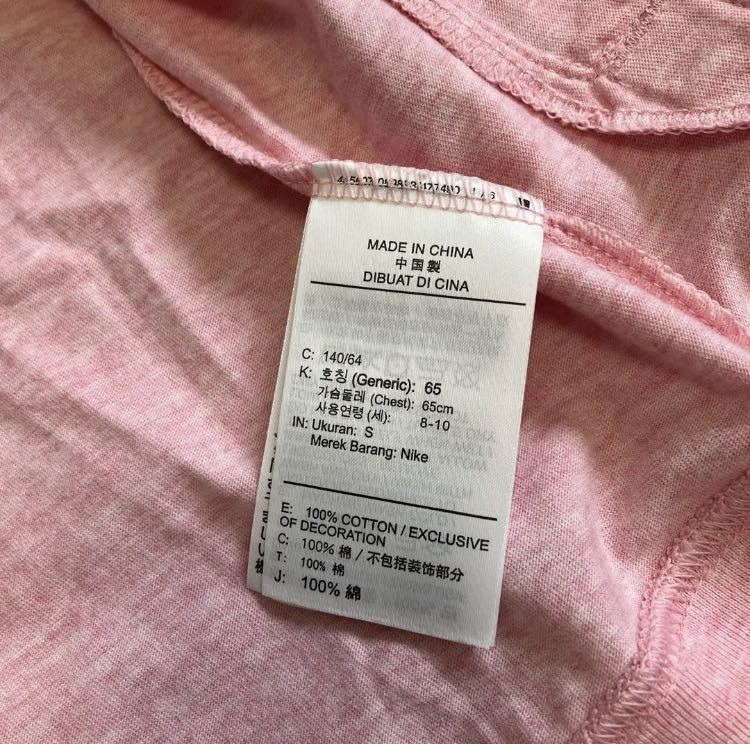 MADE IN CHINA
中国製
DIBUAT DI CINA
C: 140/64
K: 호칭 (Generic): 65
가슴둘레 (Chest): 65cm
사용연령 (세): 8-10
IN: Ukuran: S
Merek Barang: Nike
E: 100% COTTON / EXCLUSIVE
OF DECORATION
C: 100% 棉 / 不包括装饰部分
T: 100% 棉
J: 100% 綿